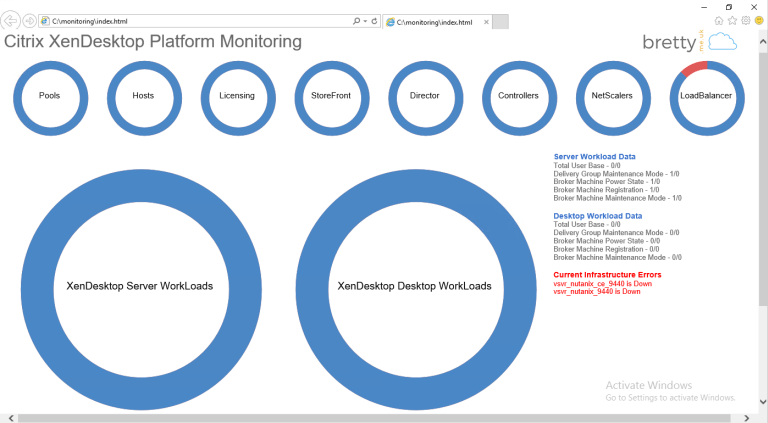 C:\monitoring\index.html
C:\monitoring\index.html
Citrix XenDesktop Platform Monitoring
bretty
me.uk
Pools
Hosts
Licensing
StoreFront
Director
Controllers
NetScalers
LoadBalancer
XenDesktop Server WorkLoads
XenDesktop Desktop WorkLoads
Server Workload Data
Total User Base - 0/0
Delivery Group Maintenance Mode - 1/0
Broker Machine Power State - 1/0
Broker Machine Registration - 1/0
Broker Machine Maintenance Mode - 1/0
Desktop Workload Data
Total User Base - 0/0
Delivery Group Maintenance Mode - 0/0
Broker Machine Power State - 0/0
Broker Machine Registration - 0/0
Broker Machine Maintenance Mode - 0/0
Current Infrastructure Errors
vsvr_nutanix_ce_9440 is Down
vsvr_nutanix_9440 is Down
Activate Windows
Go to Settings to activate Windows.